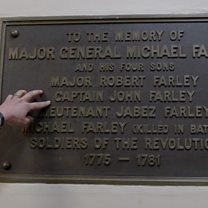 TO THE MEMORY OF
MAJOR GENERAL MICHAEL FA
AND HIS FOUR SONS
MAJOR ROBERT FARLEY
CAPTAIN JOHN FARLEY
LIEUTENANT JABEZ FARLEY
MICHAEL FARLEY (KILLED IN BAT
SOLDIERS OF THE REVOLUTIO
1775 — 1781